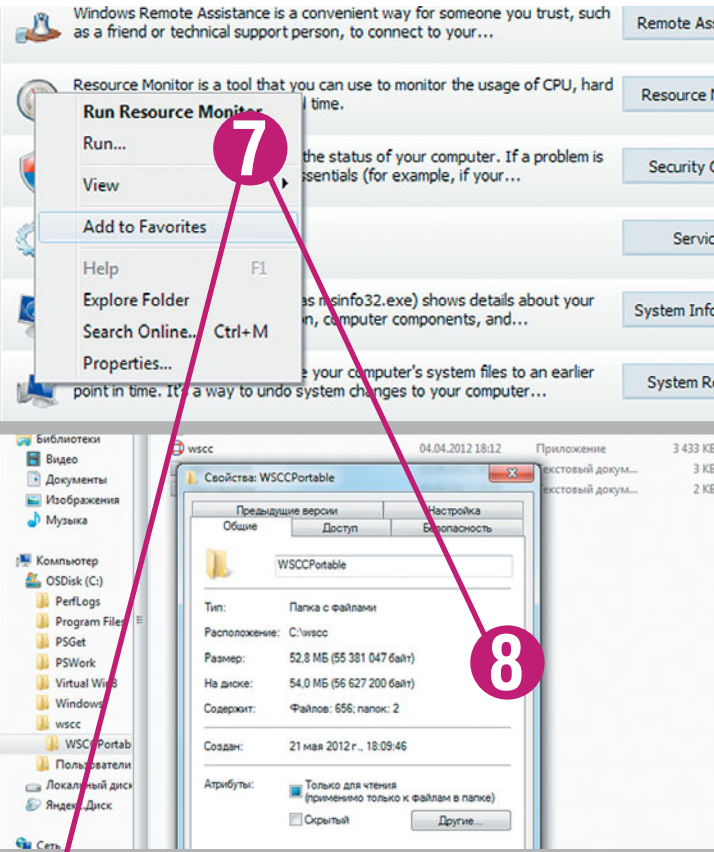 Windows Remote Assistance is a convenient way for someone you trust, such
as a friend or technical support person, to connect to your...
Remote Ass
Resource Monitor is a tool that you can use to monitor the usage of CPU, hard
time.
Resource M
Run Resource Monitor
Run...
7
View
the status of your computer. If a problem is
ssentials (for example, if your...
Security C
Add to Favorites
Servic
Help F1
Explore Folder
Search Online... Ctrl+M
Properties...
as msinfo32.exe) shows details about your
n, computer components, and...
System Info
your computer's system files to an earlier
point in time. It's a way to undo system changes to your computer...
System Re
Библиотеки
Видео
Документы
Изображения
Музыка
Компьютер
OSDisk (C:)
PerfLogs
Program Files
PSGet
PSWork
Virtual Win8
Windows
wscc
WSCCPortab
Пользователи
Локальный диск
Яндекс.Диск
Сеть
wscc 04.04.2012 18:12 Приложение 3 433 КБ
екстовый докум... 3 КБ
екстовый докум... 2 КБ
Свойства: WSCCPortable
Предыдущие версии Настройка
Общие Доступ Безопасность
WSCCPortable
Тип: Папка с файлами
Расположение: C:\wscc
Размер: 52,8 МБ (55 381 047 байт)
8
На диске: 54,0 МБ (56 627 200 байт)
Содержит: Файлов: 656; папок: 2
Создан: 21 мая 2012 г., 18:09:46
Атрибуты: Только для чтения
(применимо только к файлам в папке)
Скрытый Другие...